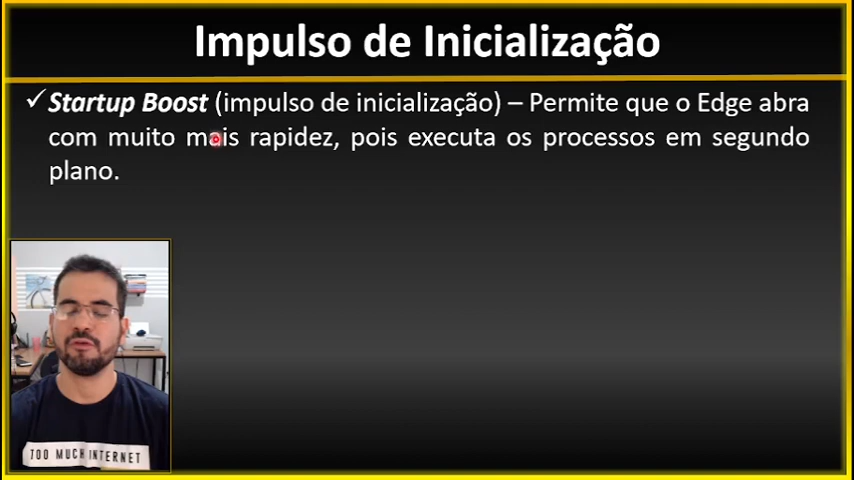 Impulso de Inicialização
✓Startup Boost (impulso de inicialização) – Permite que o Edge abra
com muito mais rapidez, pois executa os processos em segundo
plano.
TOO MUCH INTERNET